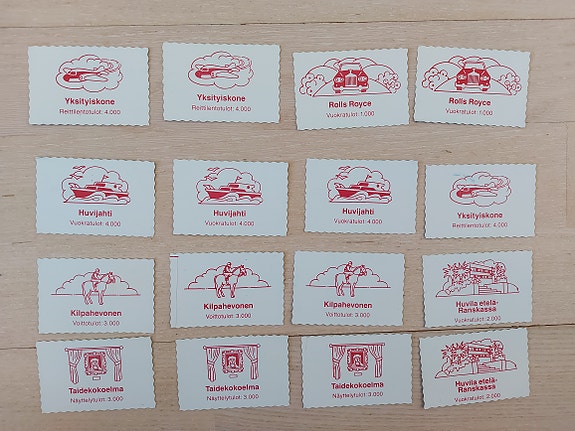 Yksityiskone
Reittilentotulot: 4.000
Yksityiskone
Reittilentotulot: 4.000
Rolls Royce
Vuokratulot: 1.000
Rolls Royce
Vuokratulot: 1.000
Huvijahti
Vuokratulot: 4.000
Huvijahti
Vuokratulot: 4.000
Huvijahti
Vuokratulot: 4.000
Yksityiskone
Reittilentotulot: 4.000
Kilpahevonen
Voittotulot: 3.000
Kilpahevonen
Voittotulot: 3.000
Kilpahevonen
Voittotulot: 3.000
Huvila etelä-
Ranskassa
Vuokratulot: 2.000
Taidekokoelma
Näyttelytulot: 3.000
Taidekokoelma
Näyttelytulot: 3.000
Taidekokoelma
Näyttelytulot: 3.000
Huvila etelä-
Ranskassa
Vuokratulot: 2.000